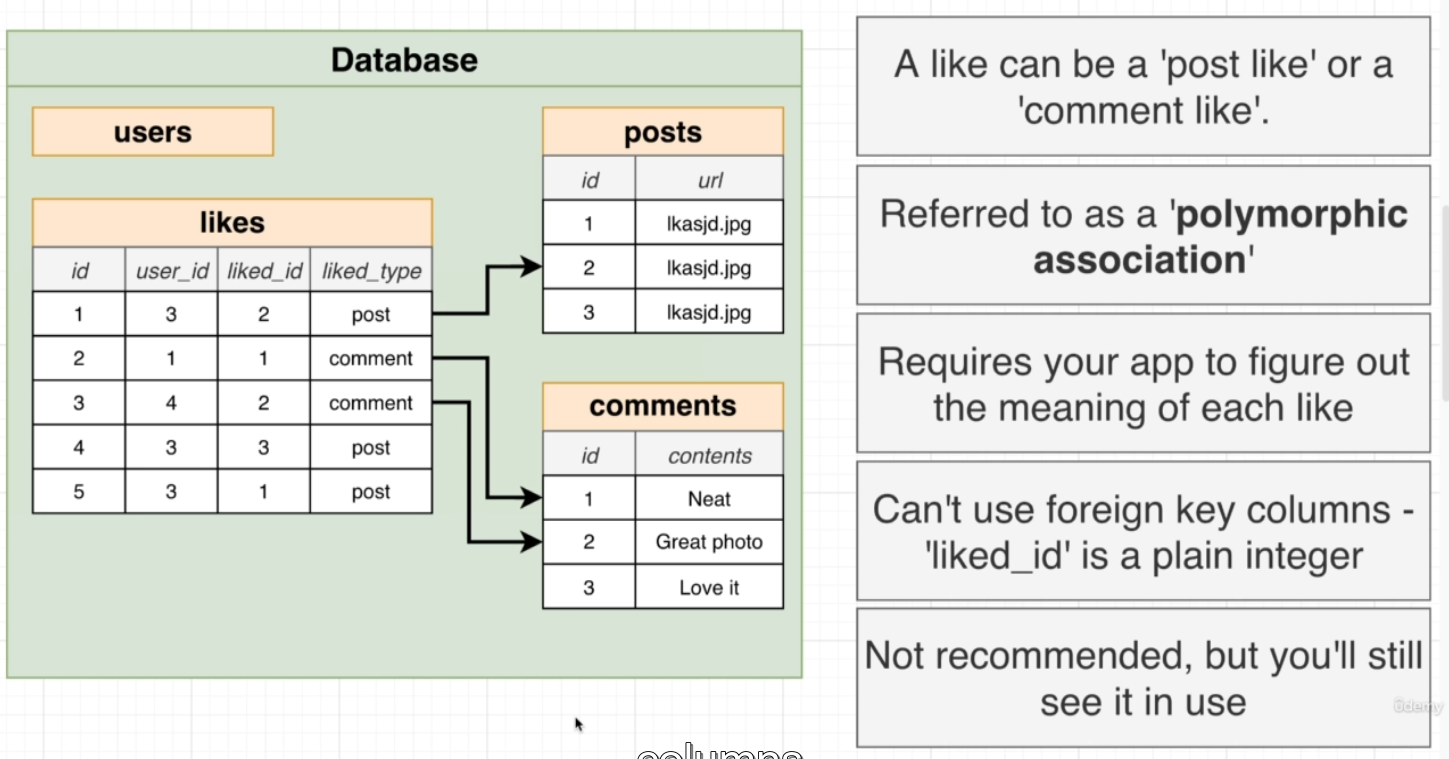 Database
users
likes
id user_id liked_id liked_type
1 3 2 post
2 1 1 comment
3 4 2 comment
4 3 3 post
5 3 1 post
posts
id url
1 lkasjd.jpg
2 lkasjd.jpg
3 lkasjd.jpg
comments
id contents
1 Neat
2 Great photo
3 Love it
A like can be a 'post like' or a
'comment like'.
Referred to as a 'polymorphic
association'
Requires your app to figure out
the meaning of each like
Can't use foreign key columns -
'liked_id' is a plain integer
Not recommended, but you'll still
see it in use
ûdemy
columns